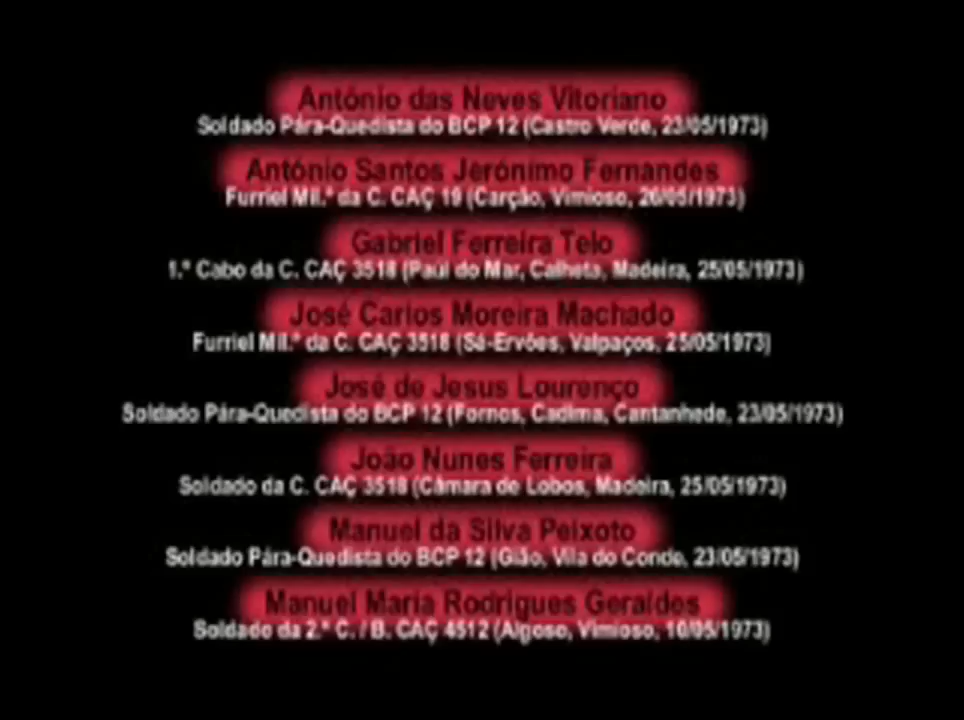 António das Neves Vitoriano
Soldado Pára-Quedista do BCP 12 (Castro Verde, 23/05/1973)
António Santos Jerónimo Fernandes
Furriel Mil.º da C. CAÇ 19 (Carção, Vimioso, 26/05/1973)
Gabriel Ferreira Telo
1.º Cabo da C. CAÇ 3518 (Paúl do Mar, Calheta, Madeira, 25/05/1973)
José Carlos Moreira Machado
Furriel Mil.º da C. CAÇ 3518 (Sá-Ervões, Valpaços, 25/05/1973)
José de Jesus Lourenço
Soldado Pára-Quedista do BCP 12 (Fornos, Cadima, Cantanhede, 23/05/1973)
João Nunes Ferreira
Soldado da C. CAÇ 3518 (Câmara de Lobos, Madeira, 25/05/1973)
Manuel da Silva Peixoto
Soldado Pára-Quedista do BCP 12 (Gião, Vila do Conde, 23/05/1973)
Manuel Maria Rodrigues Geraldes
Soldado da 2.ª C. / B. CAÇ 4512 (Algoso, Vimioso, 10/05/1973)